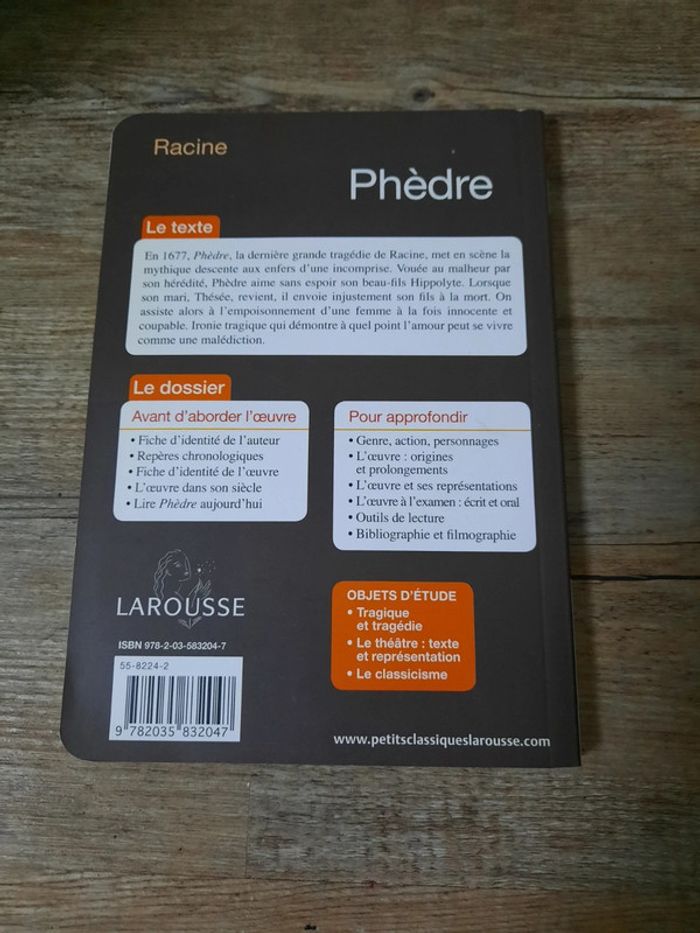 Racine
Phèdre
Le texte
En 1677, Phèdre, la dernière grande tragédie de Racine, met en scène la
mythique descente aux enfers d'une incomprise. Vouée au malheur par
son hérédité, Phèdre aime sans espoir son beau-fils Hippolyte. Lorsque
son mari, Thésée, revient, il envoie injustement son fils à la mort. On
assiste alors à l'empoisonnement d'une femme à la fois innocente et
coupable. Ironie tragique qui démontre à quel point l'amour peut se vivre
comme une malédiction.
Le dossier
Avant d'aborder l'œuvre
• Fiche d'identité de l'auteur
• Repères chronologiques
• Fiche d'identité de l'œuvre
• L'œuvre dans son siècle
• Lire Phèdre aujourd'hui
Pour approfondir
• Genre, action, personnages
• L'œuvre : origines
et prolongements
• L'œuvre et ses représentations
• L'œuvre à l'examen : écrit et oral
• Outils de lecture
• Bibliographie et filmographie
LAROUSSE
ISBN 978-2-03-583204-7
55-8224-2
9 782035 832047
OBJETS D'ÉTUDE
• Tragique
et tragédie
• Le théâtre : texte
et représentation
• Le classicisme
www.petitsclassiqueslarousse.com